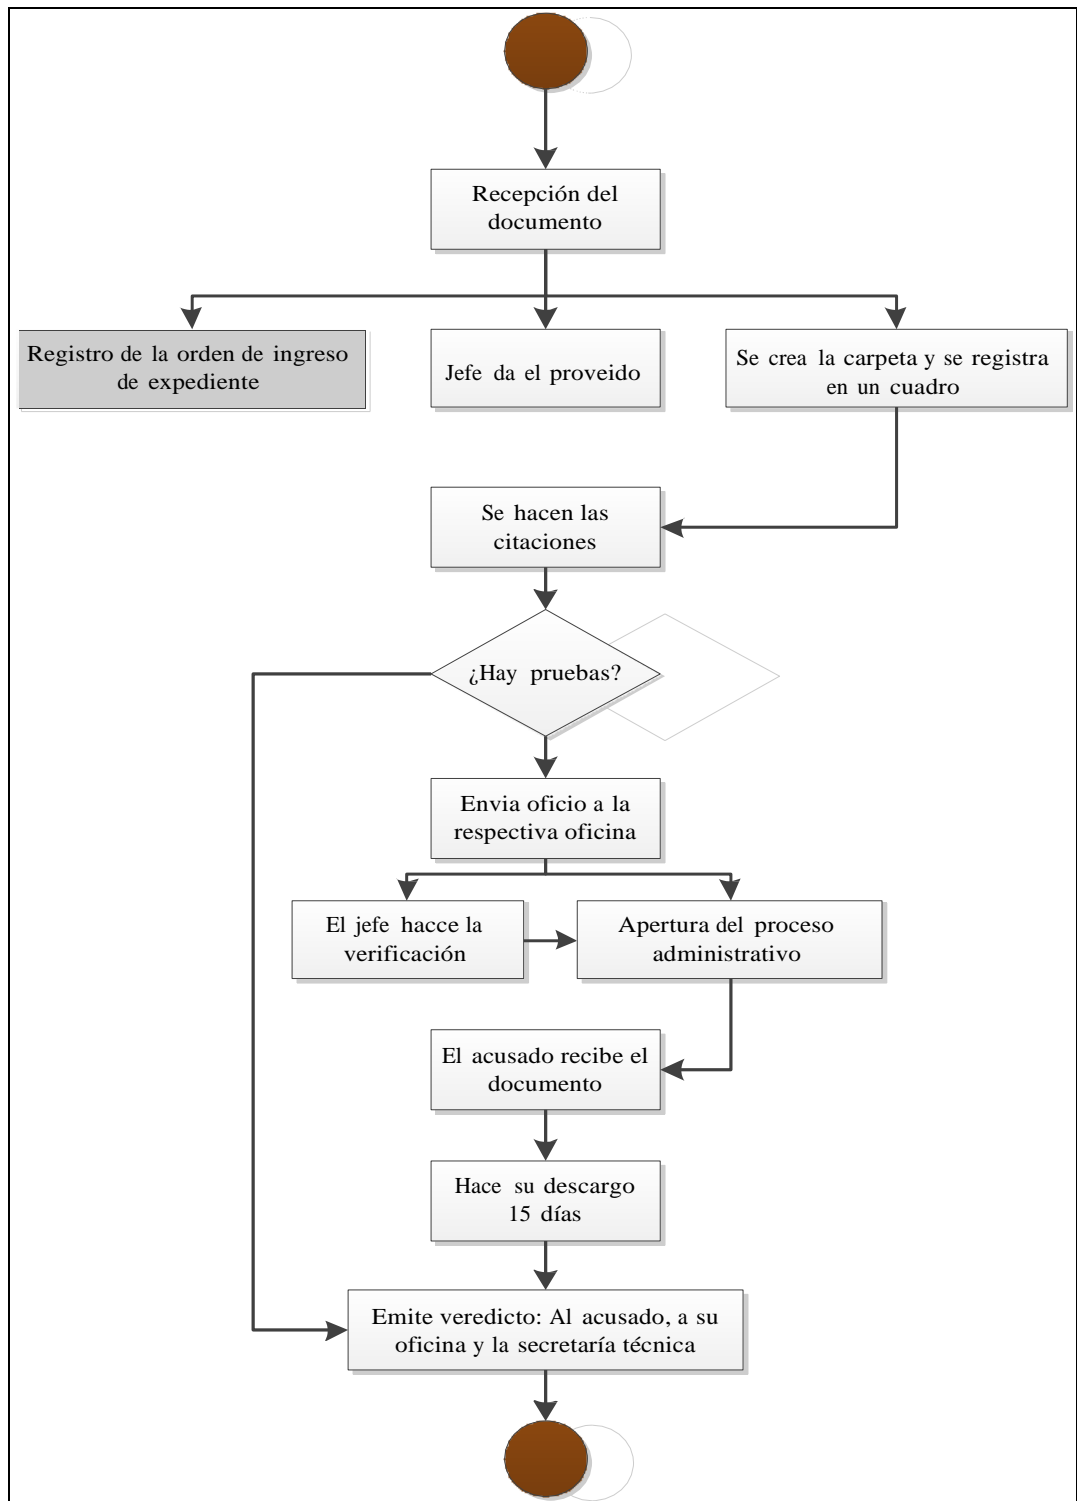 Recepción del
documento
Registro de la orden de ingreso
de expediente
Jefe da el proveido
Se crea la carpeta y se registra
en un cuadro
Se hacen las
citaciones
¿Hay pruebas?
Envia oficio a la
respectiva oficina
El jefe hacce la
verificación
Apertura del proceso
administrativo
El acusado recibe el
documento
Hace su descargo
15 días
Emite veredicto: Al acusado, a su
oficina y la secretaría técnica